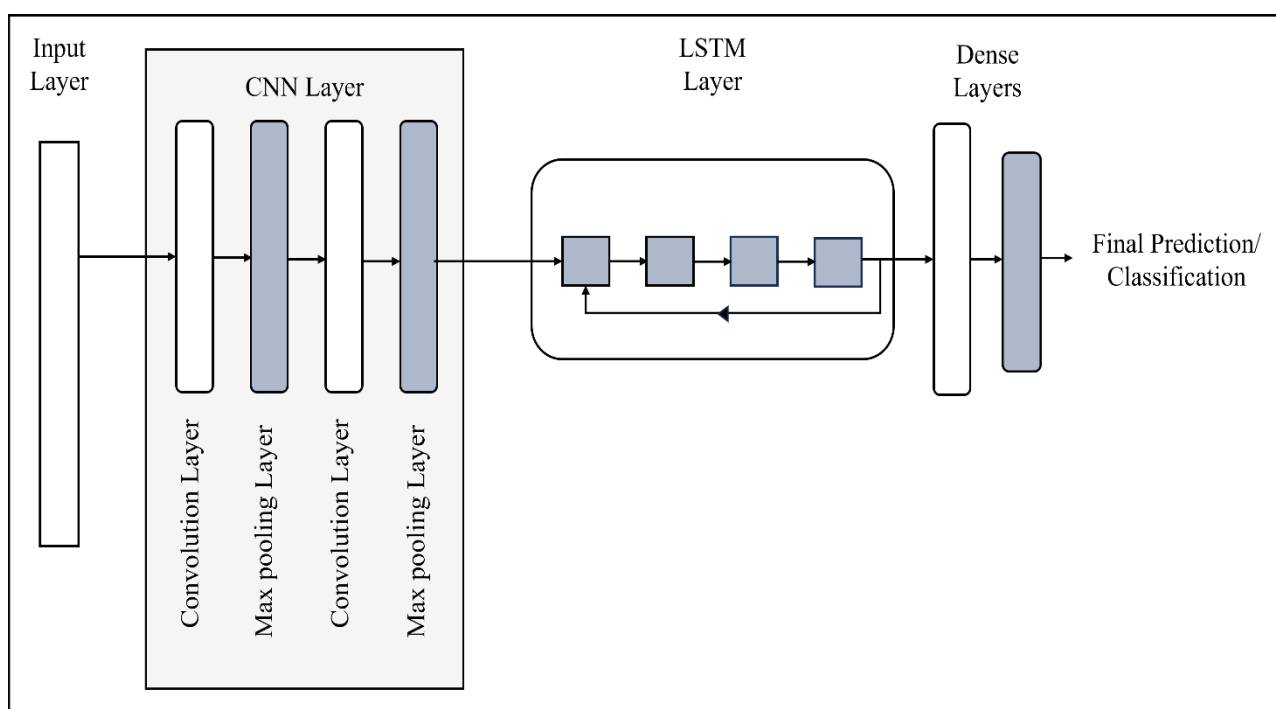 Input
Layer
CNN Layer
Convolution Layer
Max pooling Layer
Convolution Layer
Max pooling Layer
LSTM
Layer
Dense
Layers
Final Prediction/
Classification